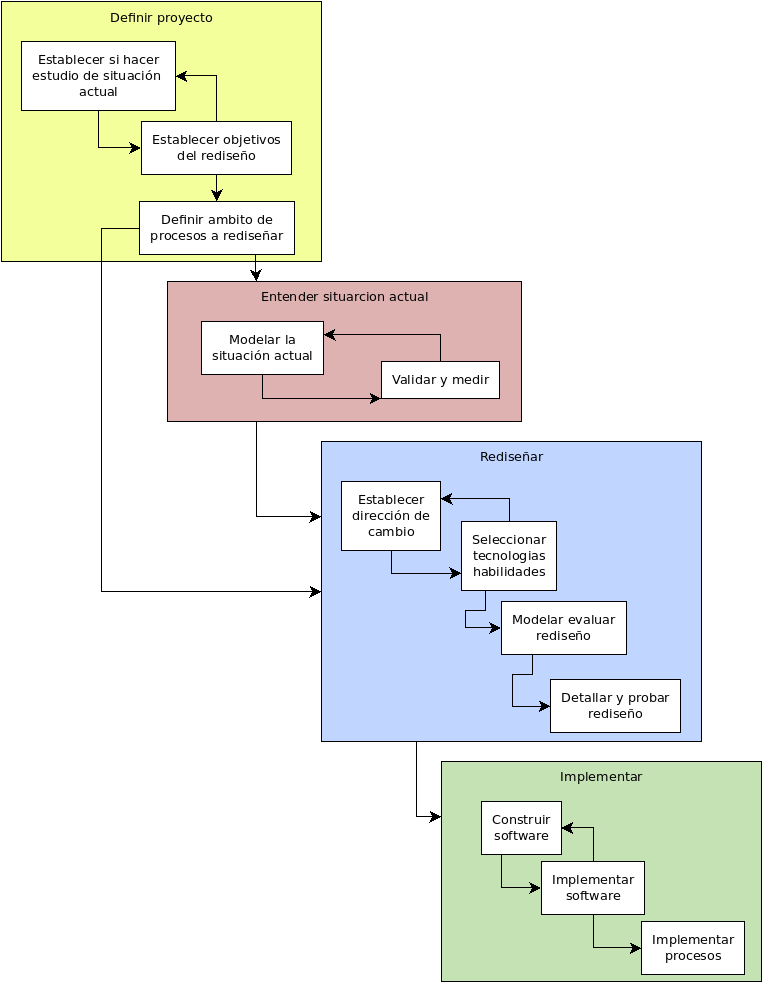 Definir proyecto
Establecer si hacer
estudio de situación
actual
Establecer objetivos
del rediseño
Definir ambito de
procesos a rediseñar
Entender situarcion actual
Modelar la
situación actual
Validar y medir
Rediseñar
Establecer
dirección de
cambio
Seleccionar
tecnologias
habilidades
Modelar evaluar
rediseño
Detallar y probar
rediseño
Implementar
Construir
software
Implementar
software
Implementar
procesos